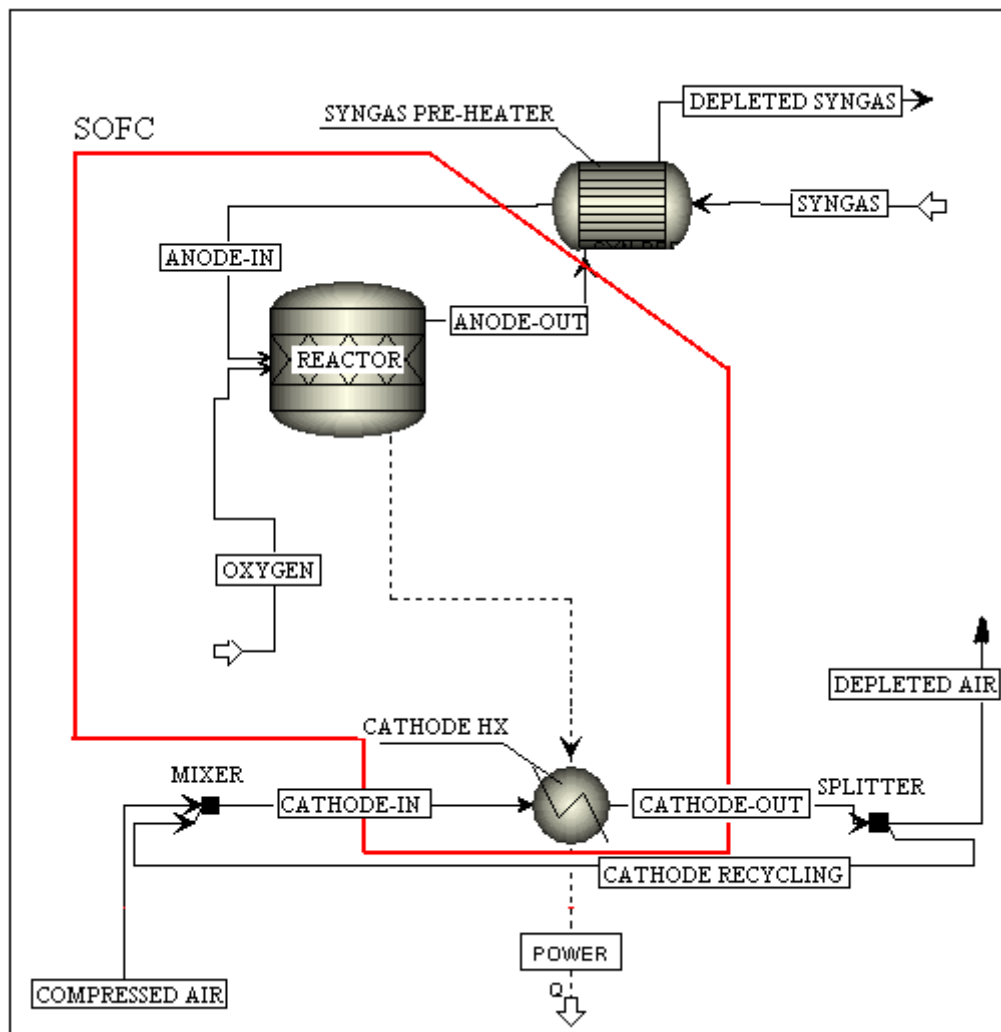 DEPLETED SYNGAS
SYNGAS PRE-HEATER
SOFC
SYNGAS
ANODE-IN
ANODE-OUT
REACTOR
OXYGEN
DEPLETED AIR
CATHODE HX
MIXER
SPLITTER
CATHODE-IN
CATHODE-OUT
CATHODE RECYCLING
POWER
Q
COMPRESSED AIR